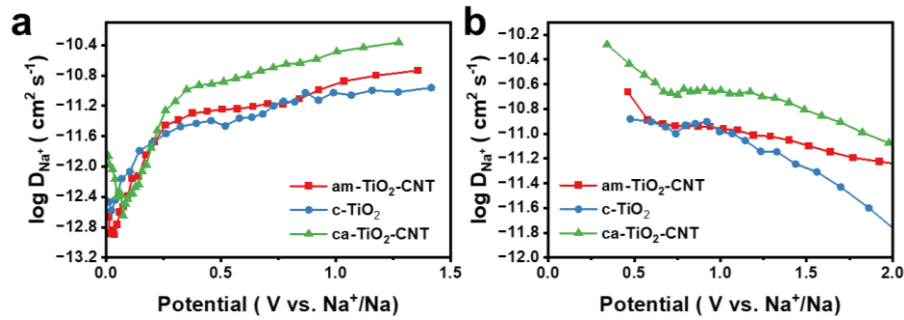 a
b
log D_Na⁺ ( cm² s⁻¹)
−10.4
−10.8
−11.2
−11.6
−12.0
−12.4
−12.8
−13.2
am-TiO₂-CNT
c-TiO₂
ca-TiO₂-CNT
0.0 0.5 1.0 1.5
Potential ( V vs. Na⁺/Na)
log D_Na⁺ ( cm² s⁻¹)
−10.2
−10.4
−10.6
−10.8
−11.0
−11.2
−11.4
−11.6
−11.8
−12.0
am-TiO₂-CNT
c-TiO₂
ca-TiO₂-CNT
0.0 0.5 1.0 1.5 2.0
Potential ( V vs. Na⁺/Na)